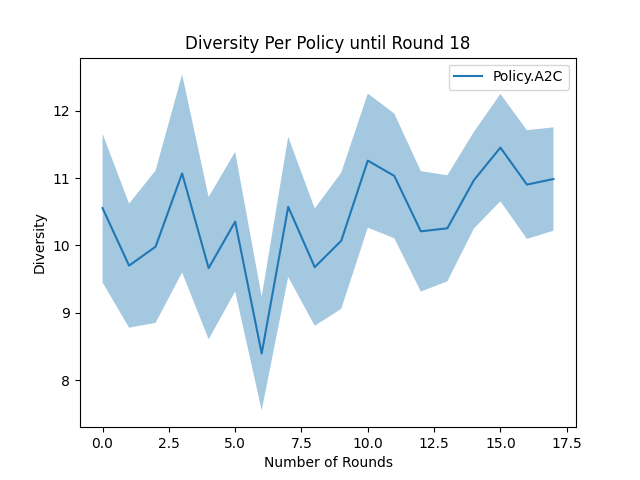 Diversity Per Policy until Round 18
Policy.A2C
Diversity
12
11
10
9
8
0.0 2.5 5.0 7.5 10.0 12.5 15.0 17.5
Number of Rounds